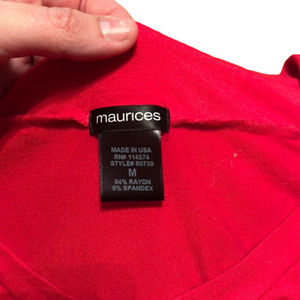 maurices
MADE IN USA
RN# 114574
STYLE# 60739
M
94% RAYON
6% SPANDEX